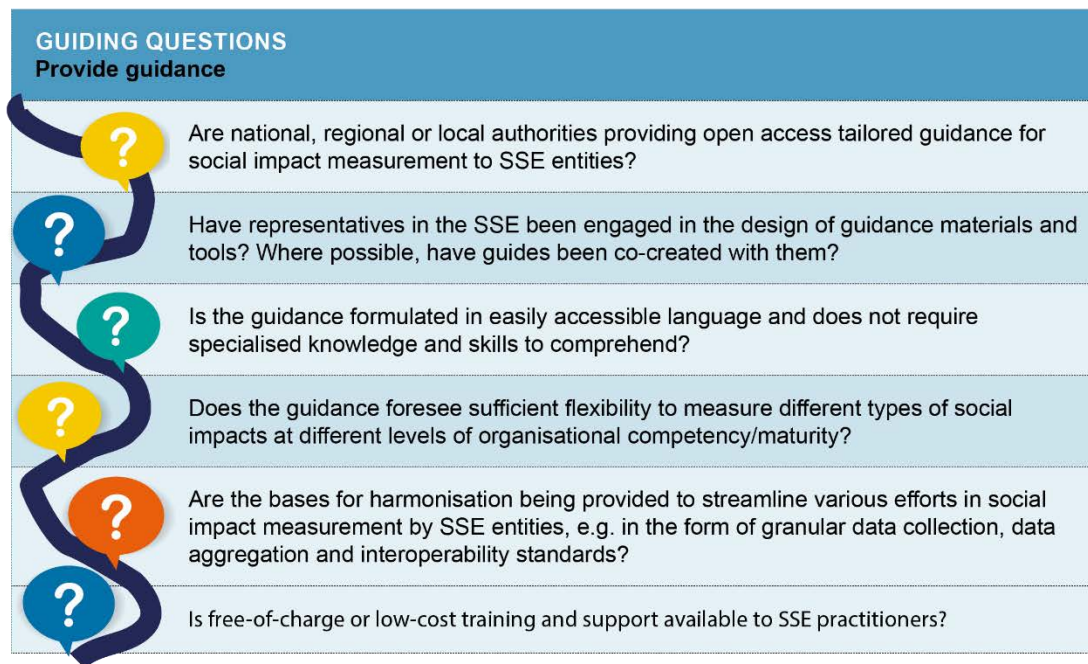 GUIDING QUESTIONS
Provide guidance
?
Are national, regional or local authorities providing open access tailored guidance for
social impact measurement to SSE entities?
?
Have representatives in the SSE been engaged in the design of guidance materials and
tools? Where possible, have guides been co-created with them?
?
Is the guidance formulated in easily accessible language and does not require
specialised knowledge and skills to comprehend?
?
Does the guidance foresee sufficient flexibility to measure different types of social
impacts at different levels of organisational competency/maturity?
?
Are the bases for harmonisation being provided to streamline various efforts in social
impact measurement by SSE entities, e.g. in the form of granular data collection, data
aggregation and interoperability standards?
?
Is free-of-charge or low-cost training and support available to SSE practitioners?